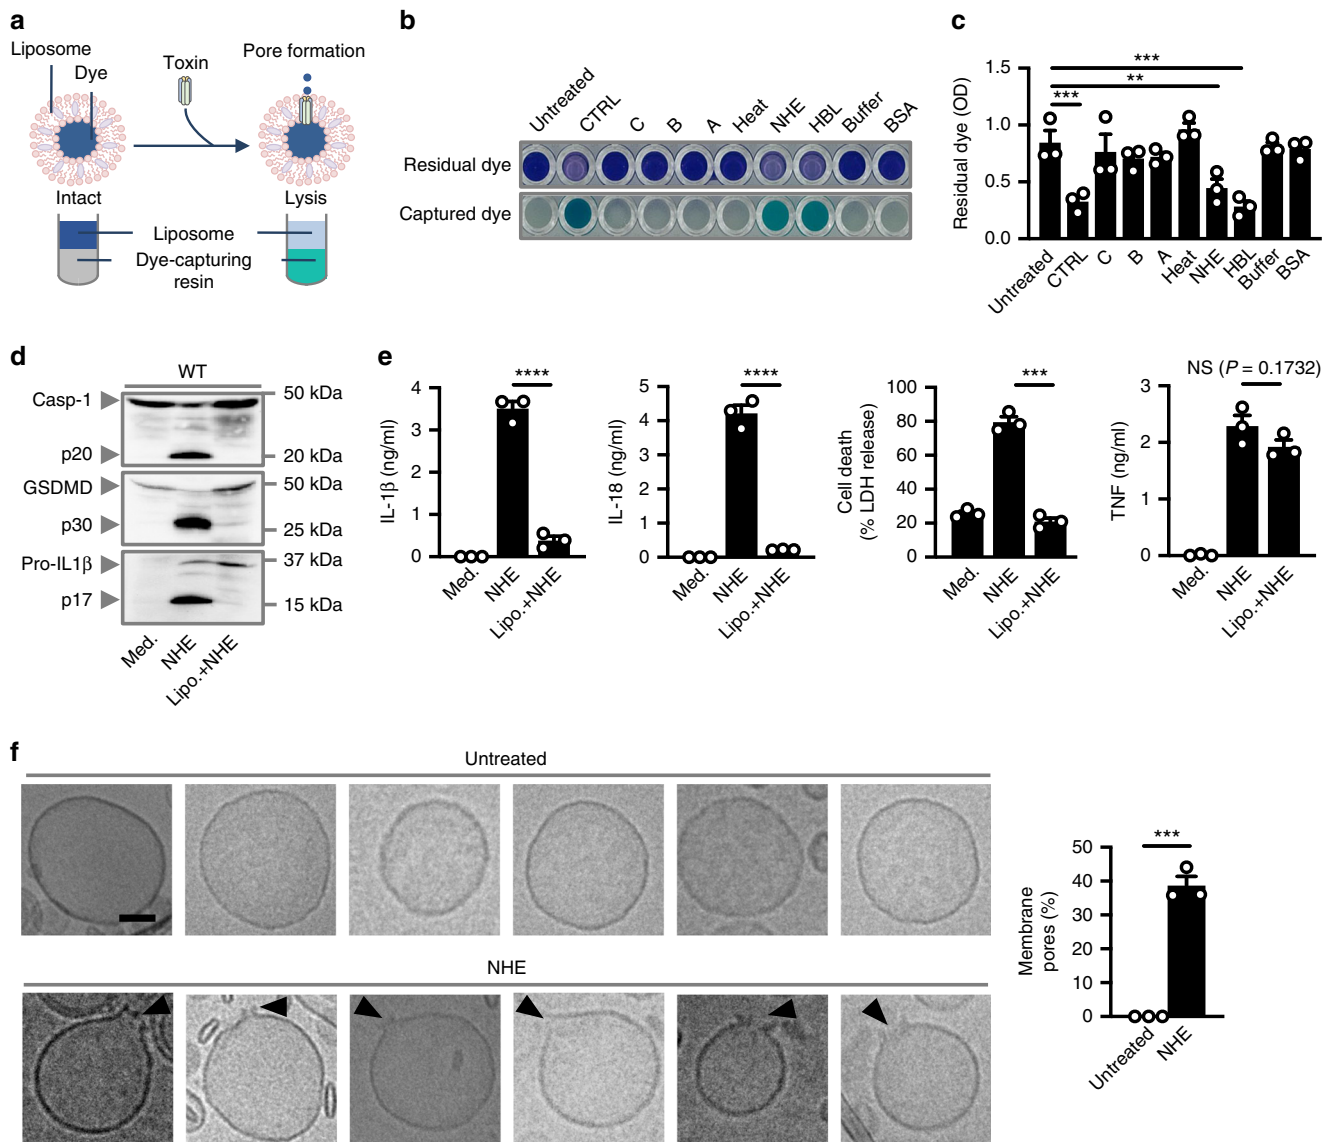 a
Liposome
Dye
Toxin
Pore formation
Intact
Lysis
Liposome
Dye-capturing
resin
b
Untreated
CTRL
C
B
A
Heat
NHE
HBL
Buffer
BSA
Residual dye
Captured dye
c
Residual dye (OD)
1.5
1.0
0.5
0.0
***
**
***
Untreated
CTRL
C
B
A
Heat
NHE
HBL
Buffer
BSA
d
WT
Casp-1
50 kDa
p20
20 kDa
GSDMD
50 kDa
p30
25 kDa
Pro-IL1β
37 kDa
p17
15 kDa
Med.
NHE
Lipo.+NHE
e
IL-1β (ng/ml)
4
3
2
1
0
****
Med.
NHE
Lipo.+NHE
IL-18 (ng/ml)
5
4
3
2
1
0
****
Med.
NHE
Lipo.+NHE
Cell death
(% LDH release)
100
80
60
40
20
0
***
Med.
NHE
Lipo.+NHE
NS (P = 0.1732)
TNF (ng/ml)
3
2
1
0
Med.
NHE
Lipo.+NHE
f
Untreated
NHE
Membrane
pores (%)
50
40
30
20
10
0
***
Untreated
NHE